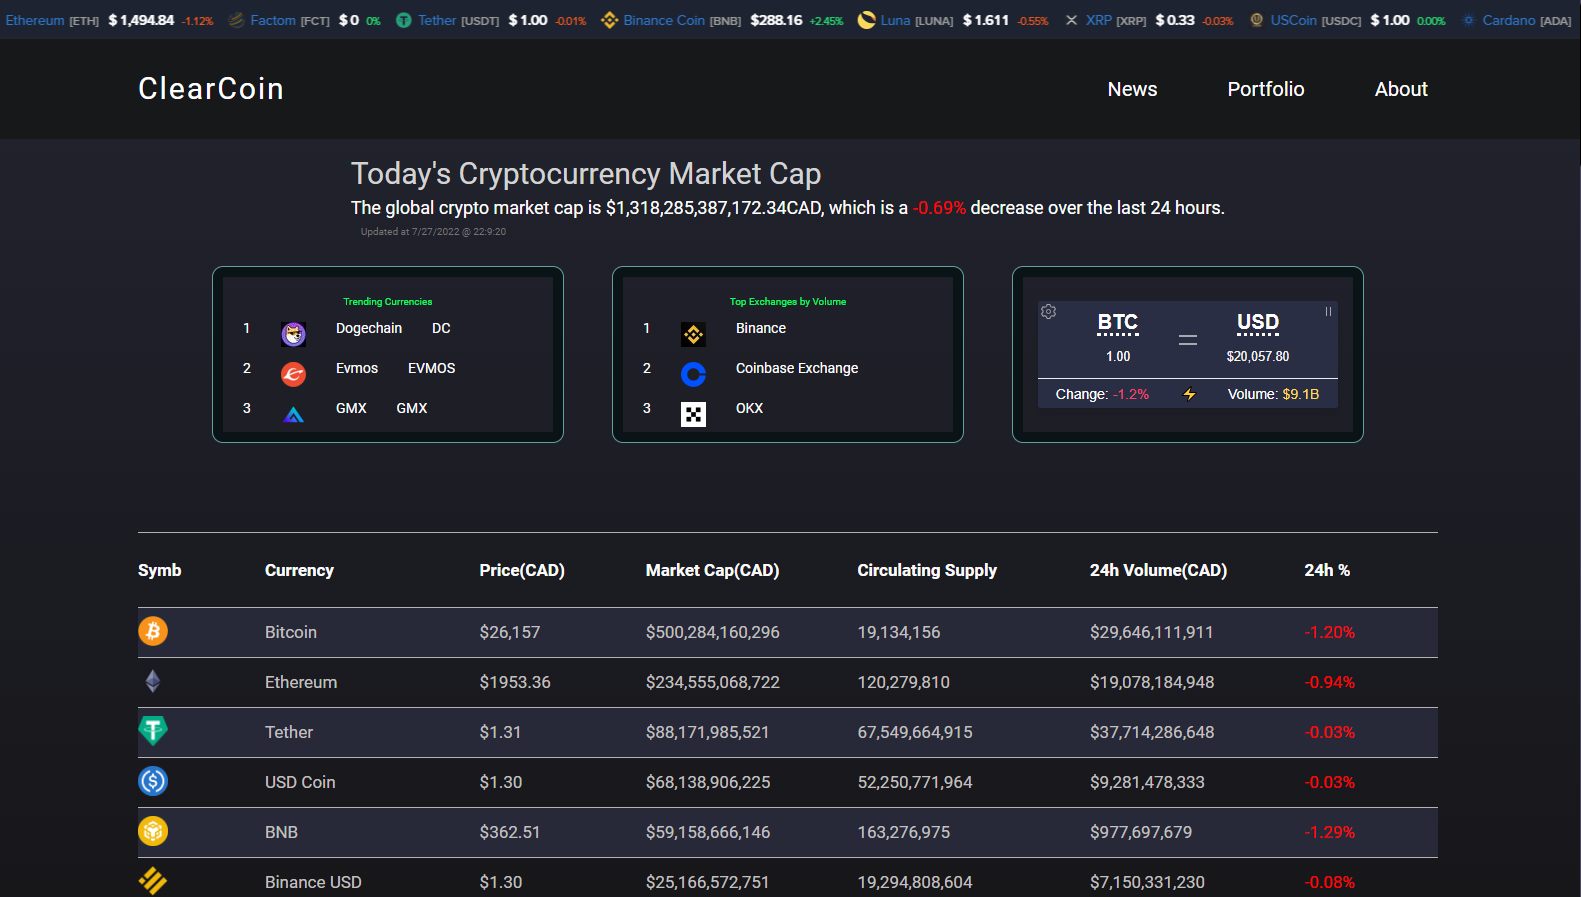 Ethereum [ETH] $ 1,494.84 -1.12% Factom [FCT] $ 0 0% Tether [USDT] $ 1.00 -0.01% Binance Coin [BNB] $288.16 +2.45% Luna [LUNA] $ 1.611 -0.55% XRP [XRP] $ 0.33 -0.03% USCoin [USDC] $ 1.00 0.00% Cardano [ADA]
ClearCoin News Portfolio About
Today's Cryptocurrency Market Cap
The global crypto market cap is $1,318,285,387,172.34CAD, which is a -0.69% decrease over the last 24 hours.
Updated at 7/27/2022 @ 22:9:20
Trending Currencies
1 Dogechain DC
2 Evmos EVMOS
3 GMX GMX
Top Exchanges by Volume
1 Binance
2 Coinbase Exchange
3 OKX
BTC = USD
1.00 $20,057.80
Change: -1.2% Volume: $9.1B
Symb Currency Price(CAD) Market Cap(CAD) Circulating Supply 24h Volume(CAD) 24h %
Bitcoin $26,157 $500,284,160,296 19,134,156 $29,646,111,911 -1.20%
Ethereum $1953.36 $234,555,068,722 120,279,810 $19,078,184,948 -0.94%
Tether $1.31 $88,171,985,521 67,549,664,915 $37,714,286,648 -0.03%
USD Coin $1.30 $68,138,906,225 52,250,771,964 $9,281,478,333 -0.03%
BNB $362.51 $59,158,666,146 163,276,975 $977,697,679 -1.29%
Binance USD $1.30 $25,166,572,751 19,294,808,604 $7,150,331,230 -0.08%